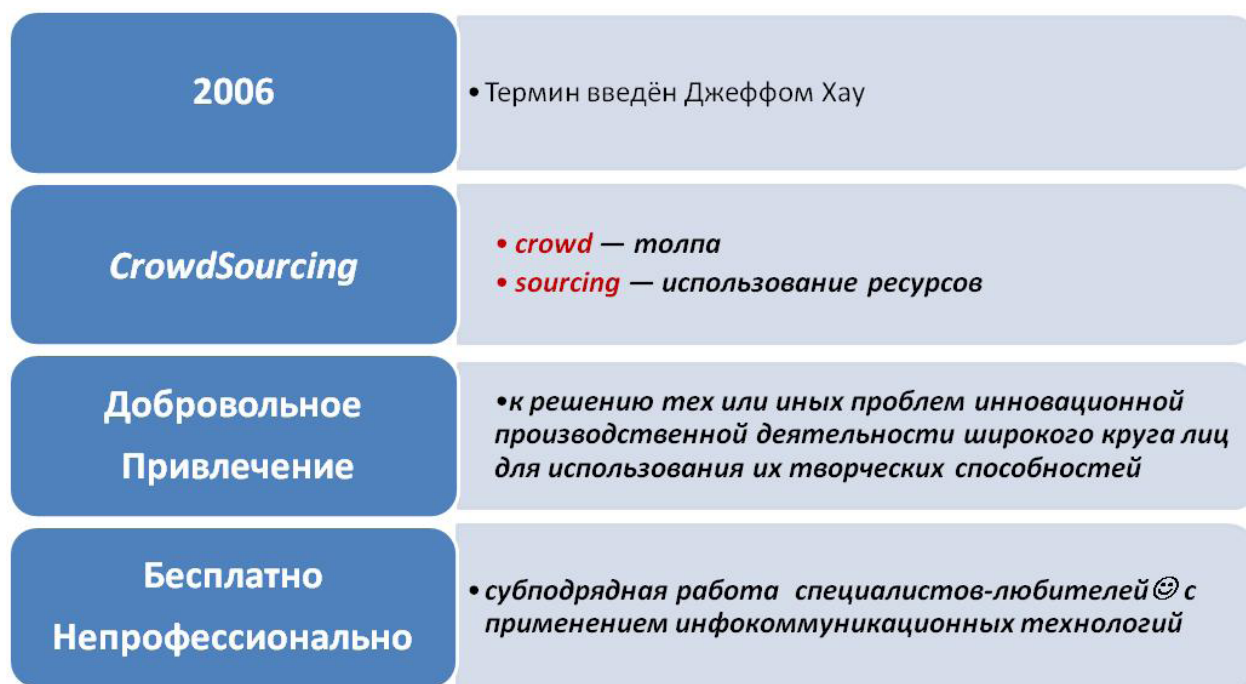 2006
•Термин введён Джеффом Хау
CrowdSourcing
• crowd — толпа
• sourcing — использование ресурсов
Добровольное
Привлечение
•к решению тех или иных проблем инновационной
производственной деятельности широкого круга лиц
для использования их творческих способностей
Бесплатно
Непрофессионально
•субподрядная работа специалистов-любителей☺ с
применением инфокоммуникационных технологий